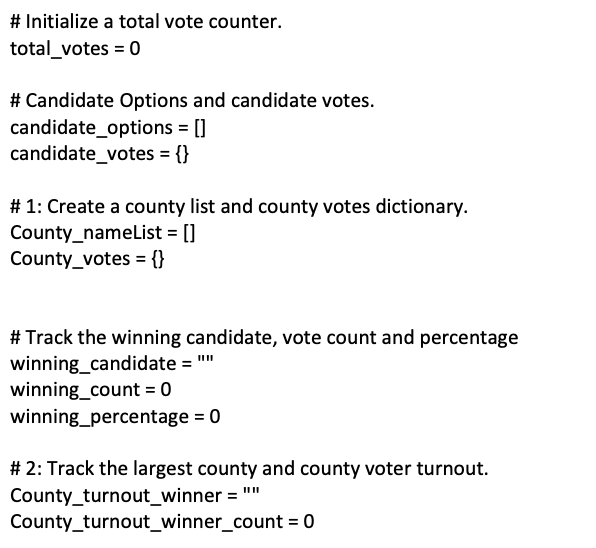 # Initialize a total vote counter.
total_votes = 0
# Candidate Options and candidate votes.
candidate_options = []
candidate_votes = {}
# 1: Create a county list and county votes dictionary.
County_nameList = []
County_votes = {}
# Track the winning candidate, vote count and percentage
winning_candidate = ""
winning_count = 0
winning_percentage = 0
# 2: Track the largest county and county voter turnout.
County_turnout_winner = ""
County_turnout_winner_count = 0